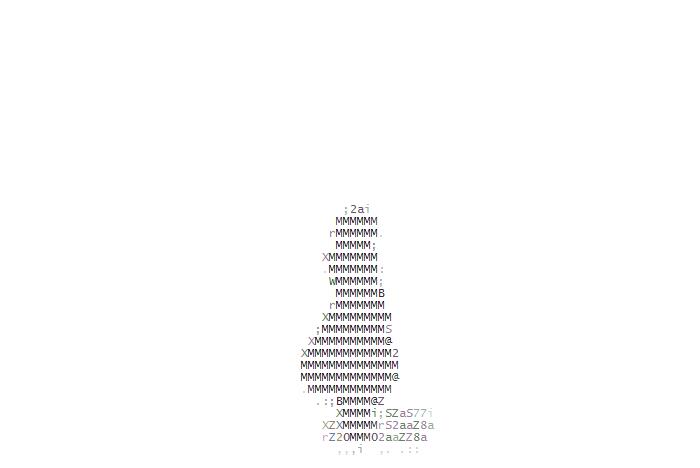 ;2ai
MMMMMM
rMMMMMM.
MMMMM;
XMMMMMMM
.MMMMMMM:
WMMMMMM;
MMMMMMB
rMMMMMMM
XMMMMMMMMM
;MMMMMMMMMS
XMMMMMMMMMM@
XMMMMMMMMMMMM2
MMMMMMMMMMMMMM
MMMMMMMMMMMMM@
.MMMMMMMMMMMM
.:;BMMMM@Z
XMMMMi;SZaS77i
XZXMMMMMrS2aaZ8a
rZ2OMMMO2aaZZ8a
,,,i  ,. .::